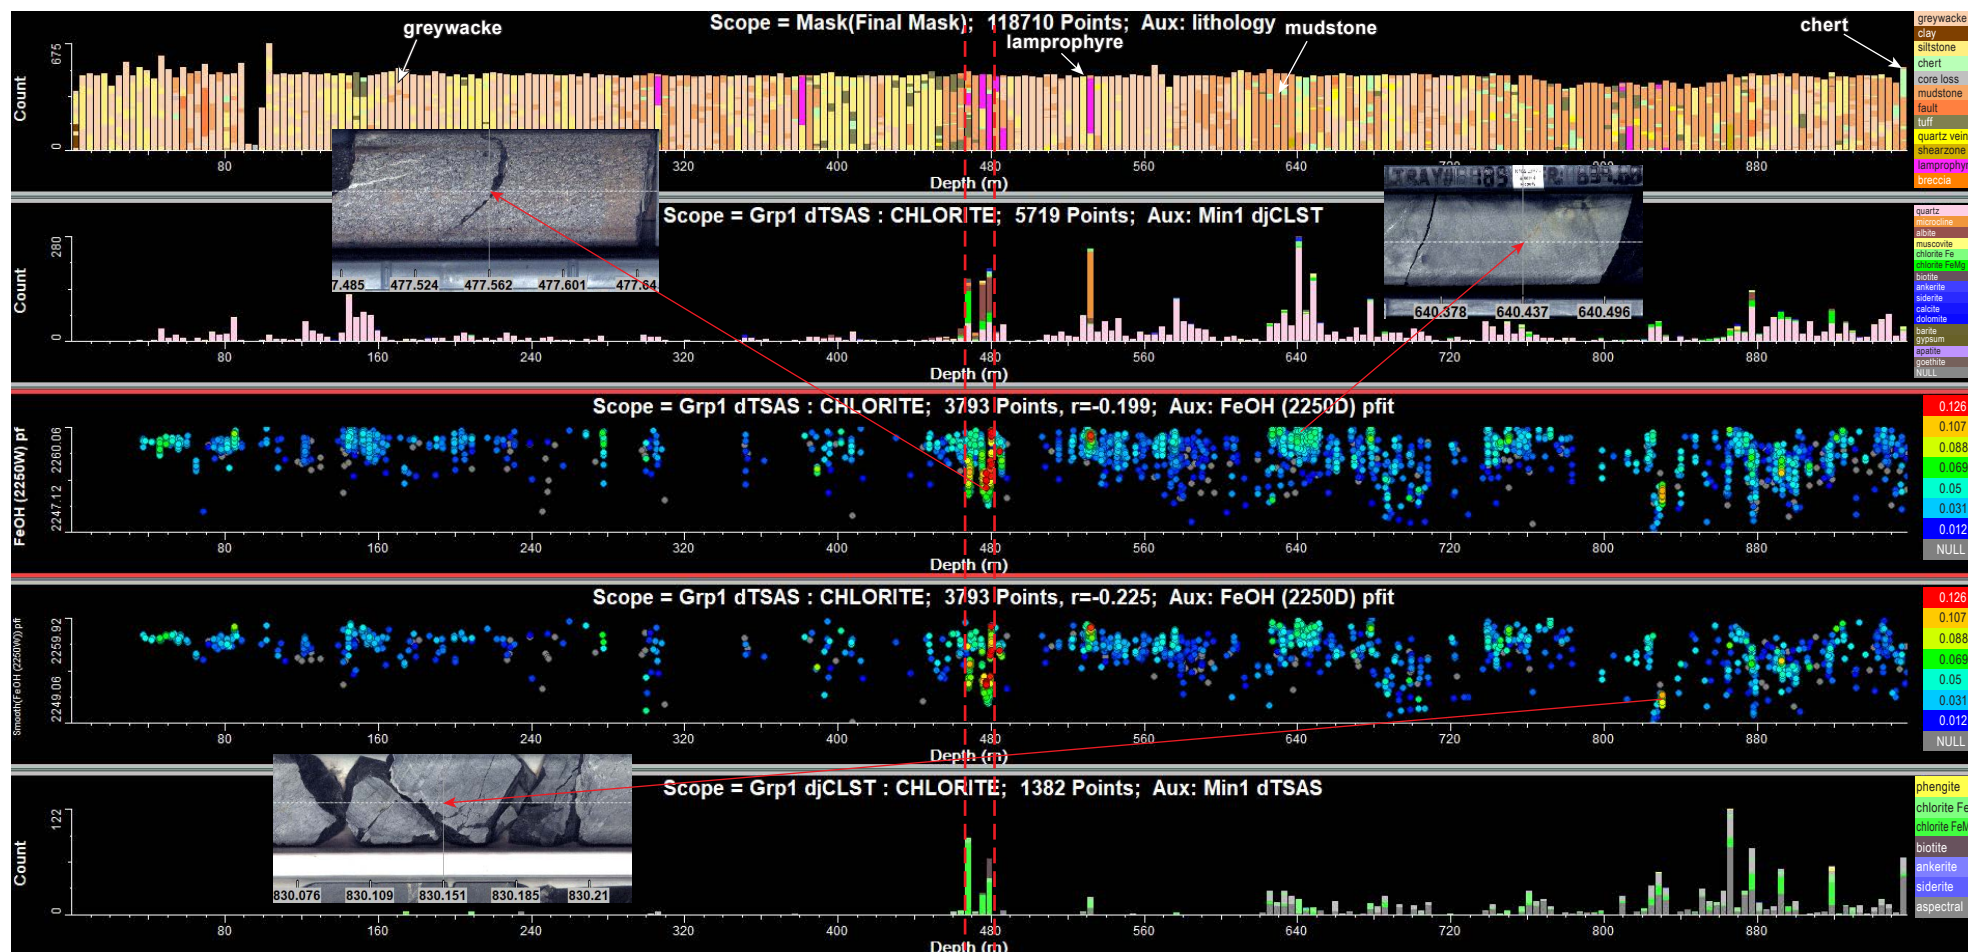 Scope = Mask(Final Mask); 118710 Points; Aux: lithology
greywacke
lamprophyre
mudstone
chert
Count
675
0
80
320
400
480
560
640
720
800
880
Depth (m)
greywacke
clay
siltstone
chert
core loss
mudstone
fault
tuff
quartz vein
shearzone
lamprophyr
breccia
7.485
477.524
477.562
477.601
477.64
640.378
640.437
640.496
Scope = Grp1 dTSAS : CHLORITE; 5719 Points; Aux: Min1 djCLST
Count
280
0
80
160
240
320
400
480
560
640
720
800
880
Depth (m)
quartz
microcline
albite
muscovite
chlorite Fe
chlorite FeMg
biotite
ankerite
siderite
calcite
dolomite
barite
gypsum
apatite
goethite
NULL
Scope = Grp1 dTSAS : CHLORITE; 3793 Points, r=-0.199; Aux: FeOH (2250D) pfit
FeOH (2250W) pf
2260.06
2247.12
80
160
240
320
400
480
560
640
720
800
880
Depth (m)
0.126
0.107
0.088
0.069
0.05
0.031
0.012
NULL
Scope = Grp1 dTSAS : CHLORITE; 3793 Points, r=-0.225; Aux: FeOH (2250D) pfit
Smooth(FeOH (2250W)) pfi
2259.92
2249.06
80
160
240
320
400
480
560
640
720
800
880
Depth (m)
0.126
0.107
0.088
0.069
0.05
0.031
0.012
NULL
Scope = Grp1 djCLST : CHLORITE; 1382 Points; Aux: Min1 dTSAS
830.076
830.109
830.151
830.185
830.21
Count
122
0
80
160
240
320
400
480
560
640
720
800
880
Depth (m)
phengite
chlorite Fe
chlorite FeM
biotite
ankerite
siderite
aspectral